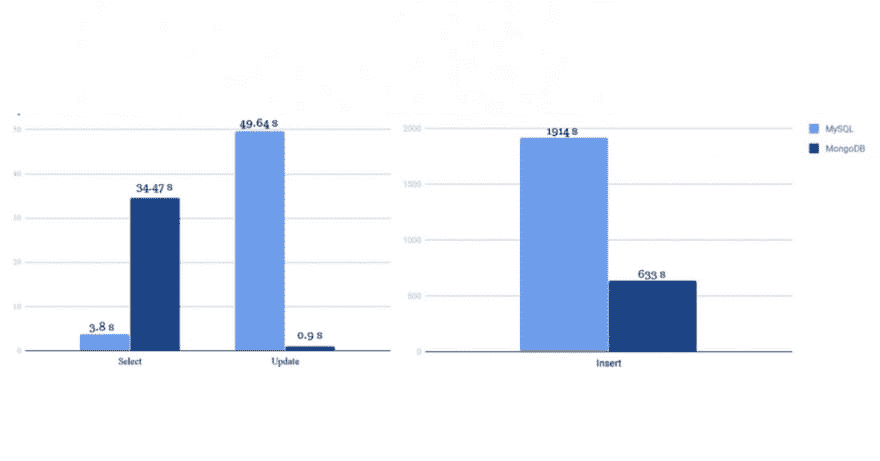 49.64 s
50
40
34.47 s
30
20
10
3.8 s
0.9 s
0
Select
Update
2000
1914 s
1500
1000
633 s
500
0
Insert
MySQL
MongoDB